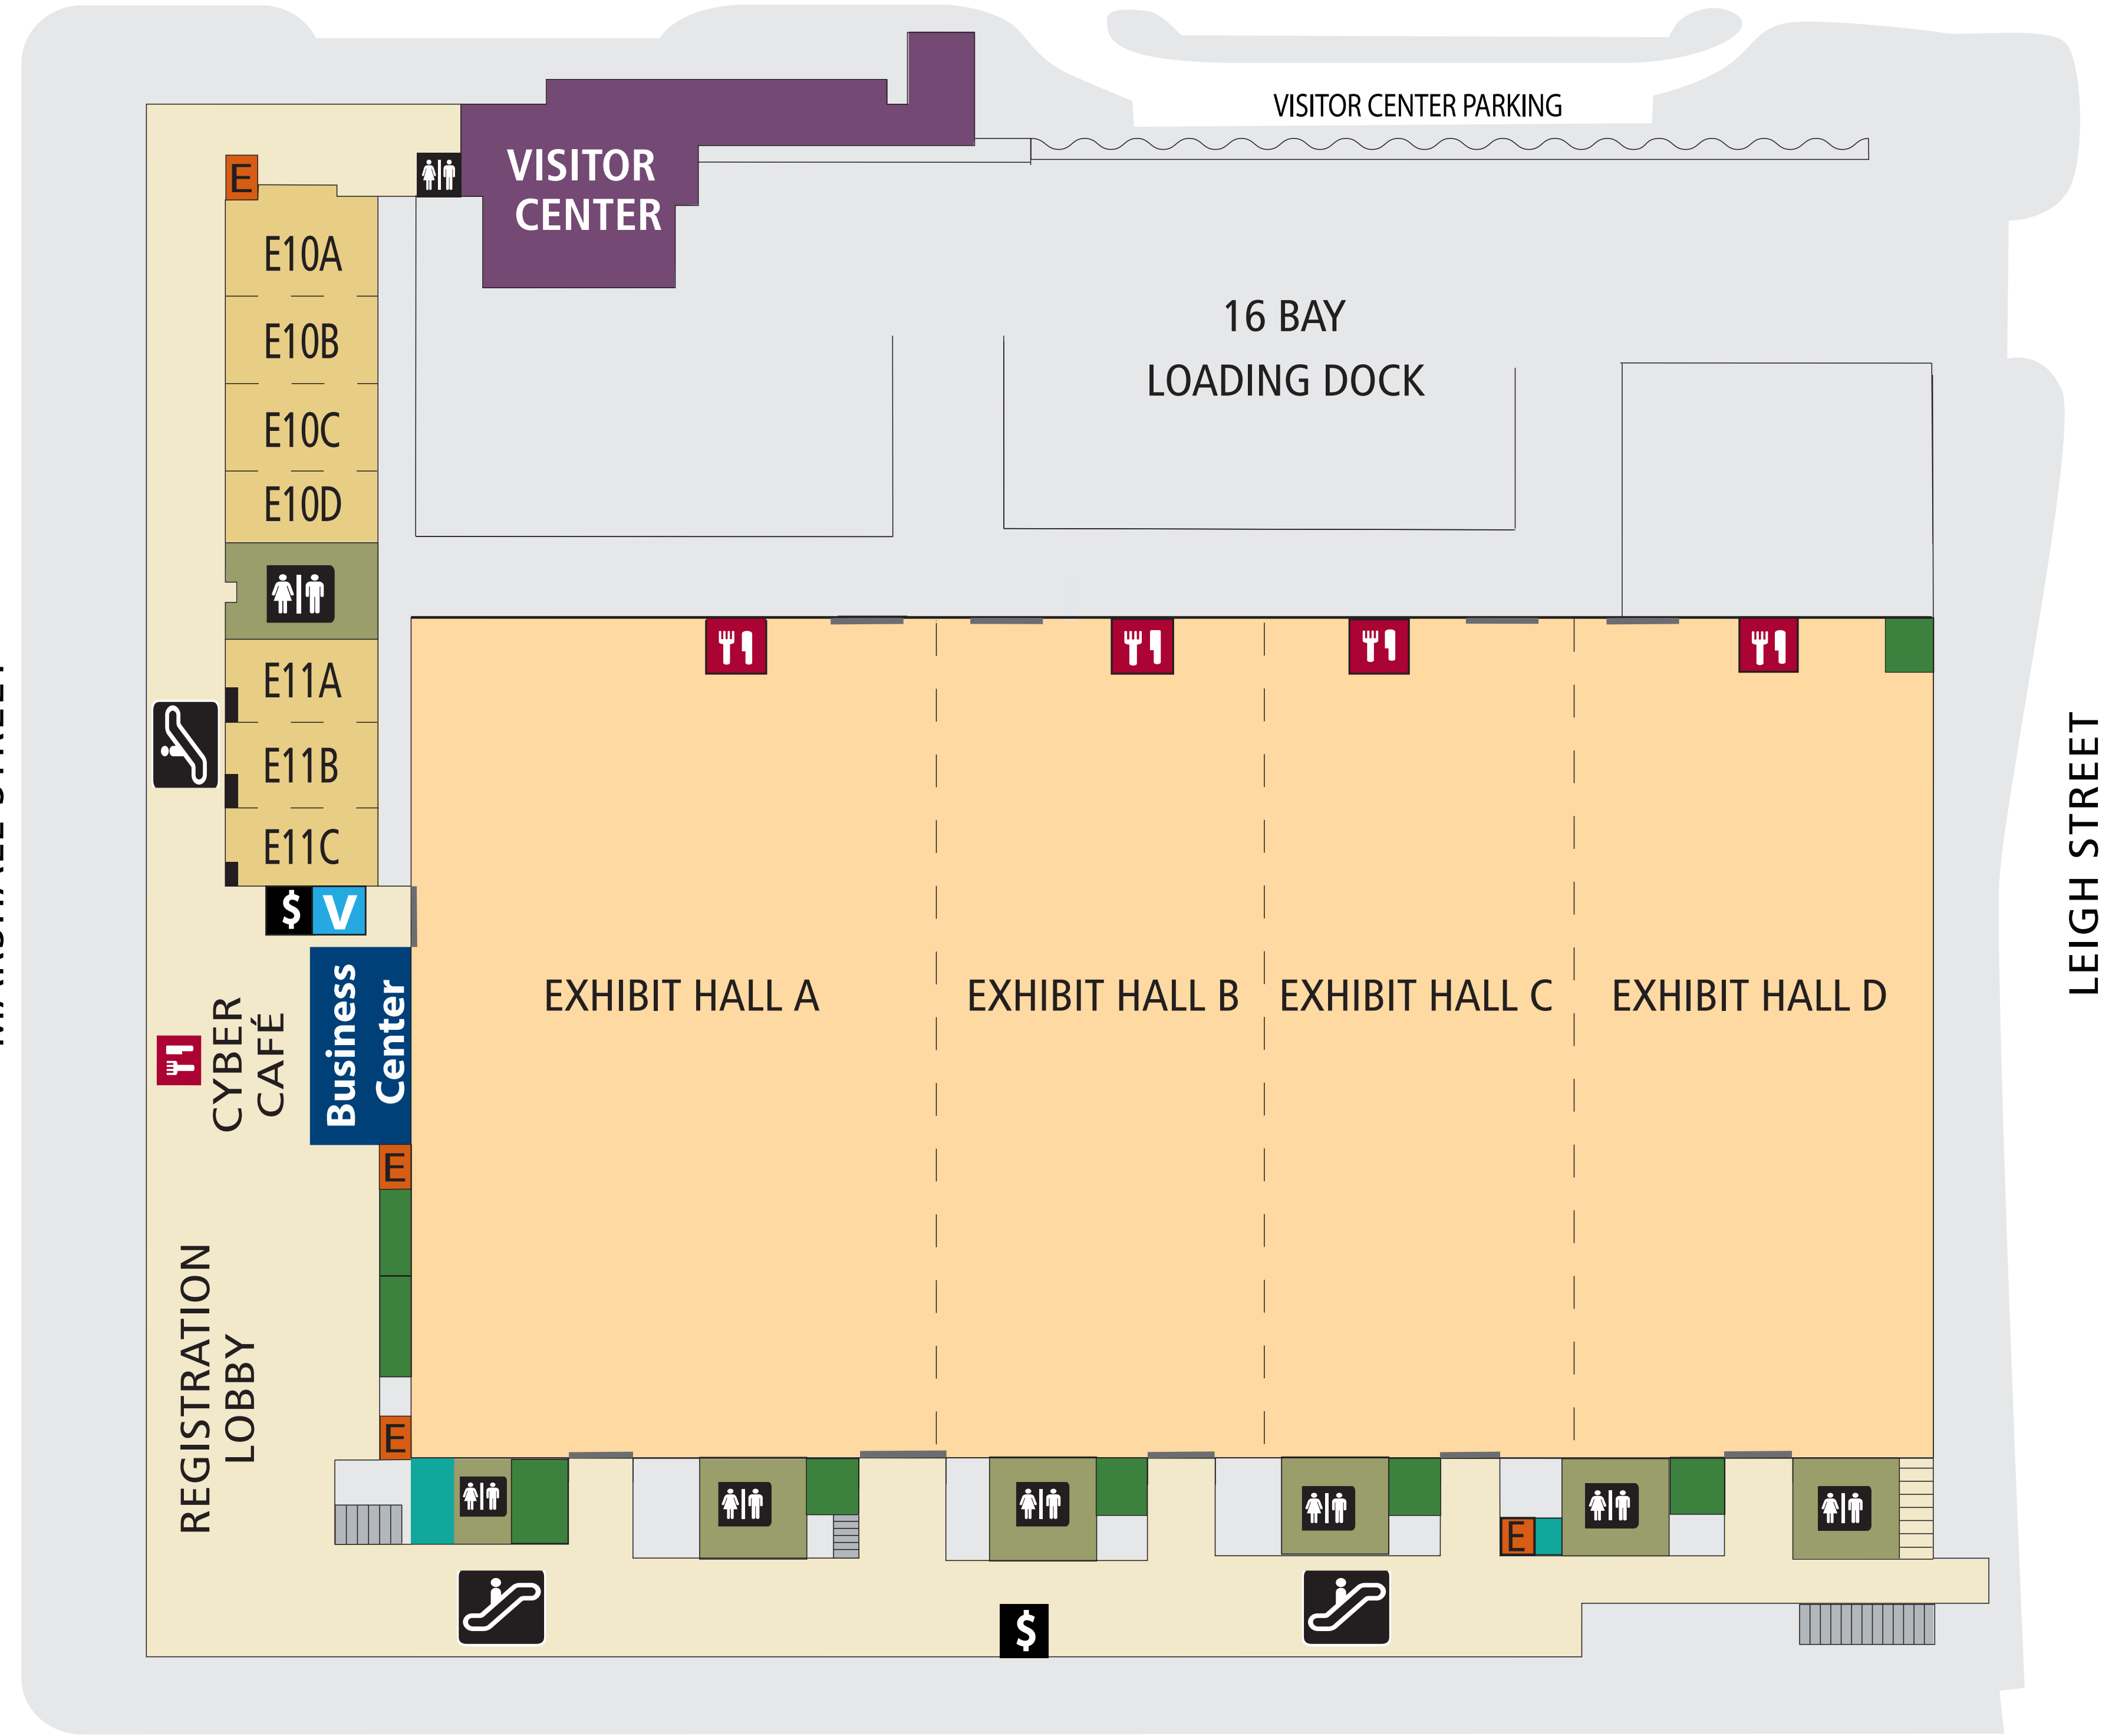 VISITOR CENTER PARKING
VISITOR
CENTER
E
E10A
E10B
E10C
E10D
16 BAY
LOADING DOCK
E11A
E11B
E11C
$
V
Business
Center
CYBER
CAFÉ
EXHIBIT HALL A
EXHIBIT HALL B
EXHIBIT HALL C
EXHIBIT HALL D
LEIGH STREET
E
REGISTRATION
LOBBY
E
E
$